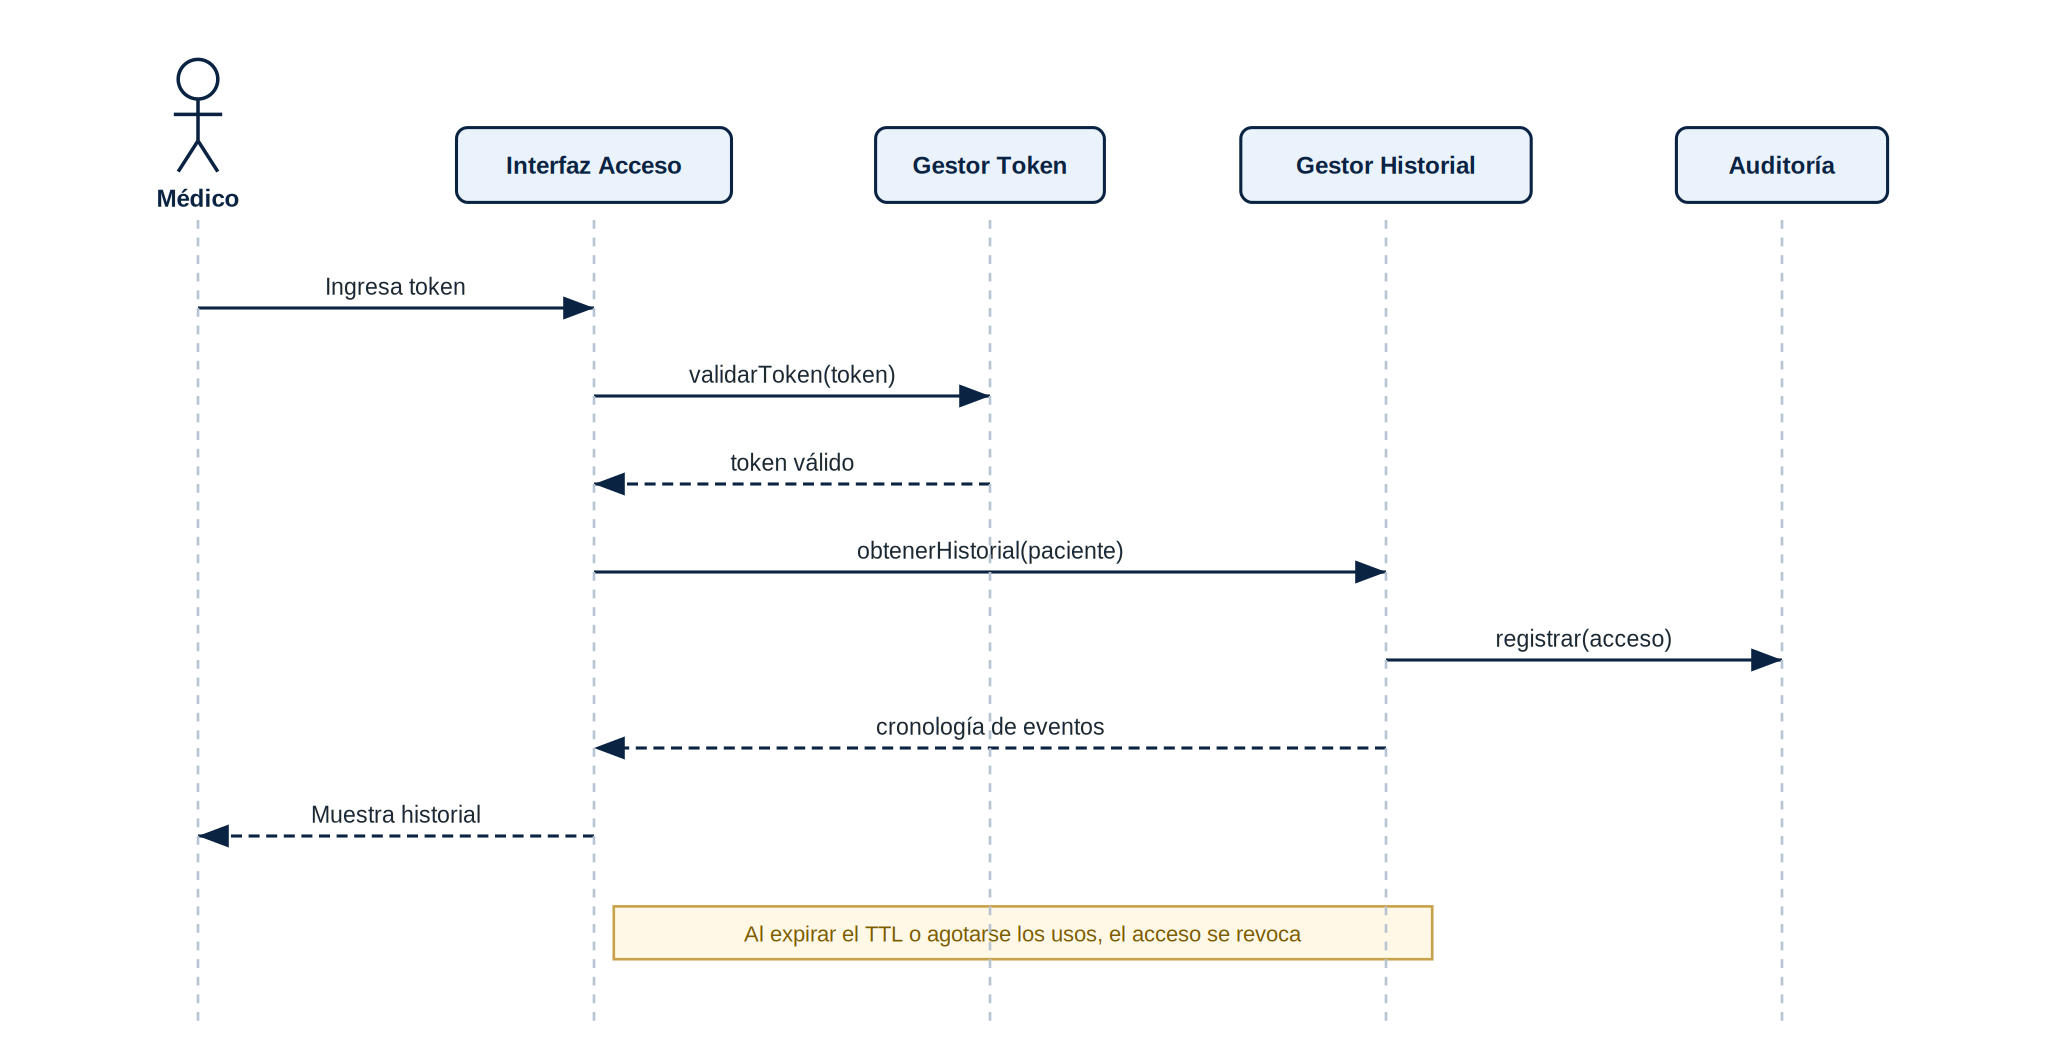 Médico
Interfaz Acceso
Gestor Token
Gestor Historial
Auditoría
Ingresa token
validarToken(token)
token válido
obtenerHistorial(paciente)
registrar(acceso)
cronología de eventos
Muestra historial
Al expirar el TTL o agotarse los usos, el acceso se revoca